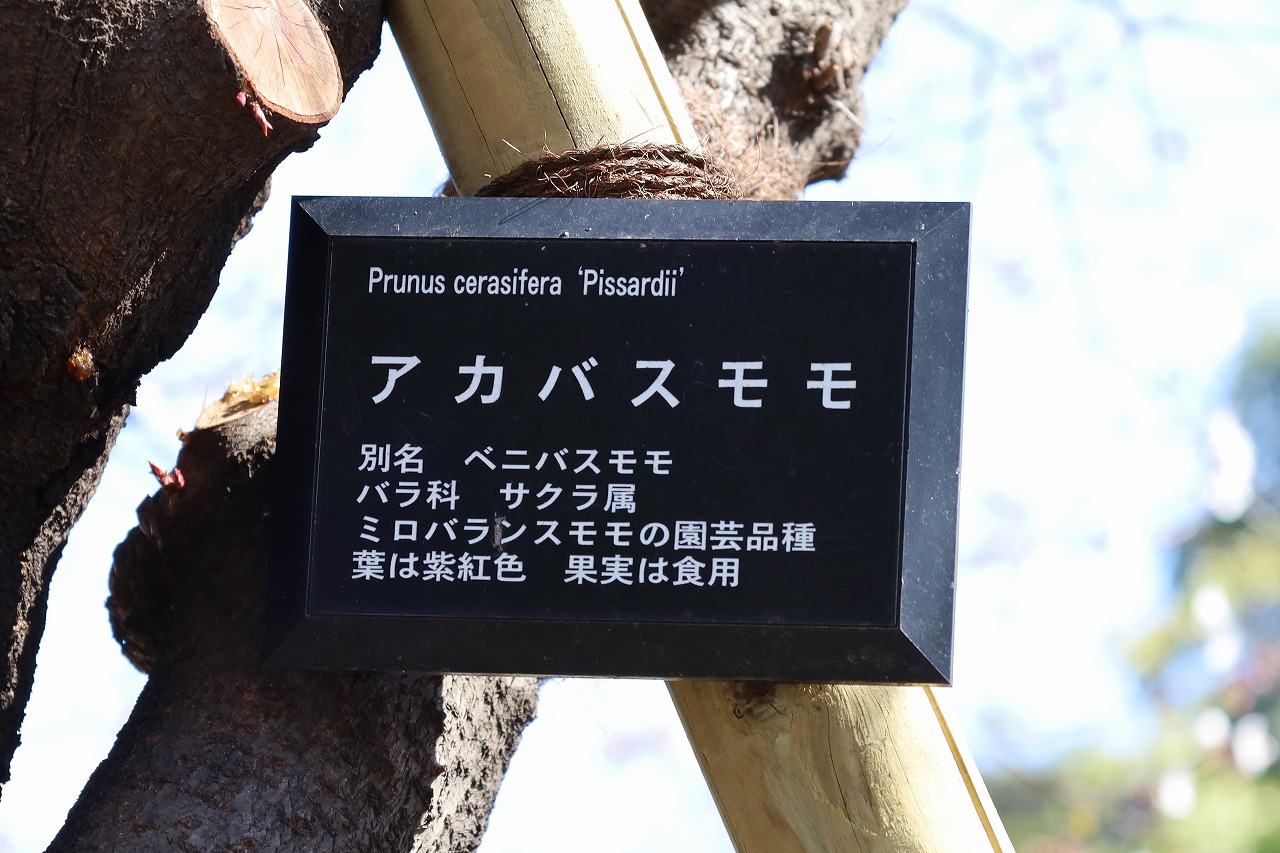 Prunus cerasifera ‘Pissardii’
アカバスモモ
別名　ベニバスモモ
バラ科　サクラ属
ミロバランスモモの園芸品種
葉は紫紅色　果実は食用